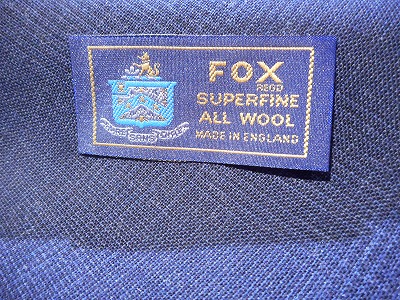 FOX
REGD
SUPERFINE
ALL WOOL
MADE IN ENGLAND